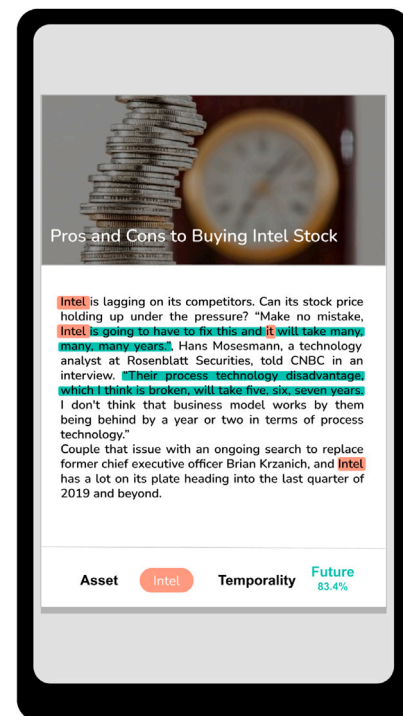 Pros and Cons to Buying Intel Stock
Intel is lagging on its competitors. Can its stock price
holding up under the pressure? “Make no mistake,
Intel is going to have to fix this and it will take many,
many, many years.", Hans Mosesmann, a technology
analyst at Rosenblatt Securities, told CNBC in an
interview. “Their process technology disadvantage,
which I think is broken, will take five, six, seven years.
I don't think that business model works by them
being behind by a year or two in terms of process
technology.”
Couple that issue with an ongoing search to replace
former chief executive officer Brian Krzanich, and Intel
has a lot on its plate heading into the last quarter of
2019 and beyond.
Asset Intel Temporality Future
83.4%